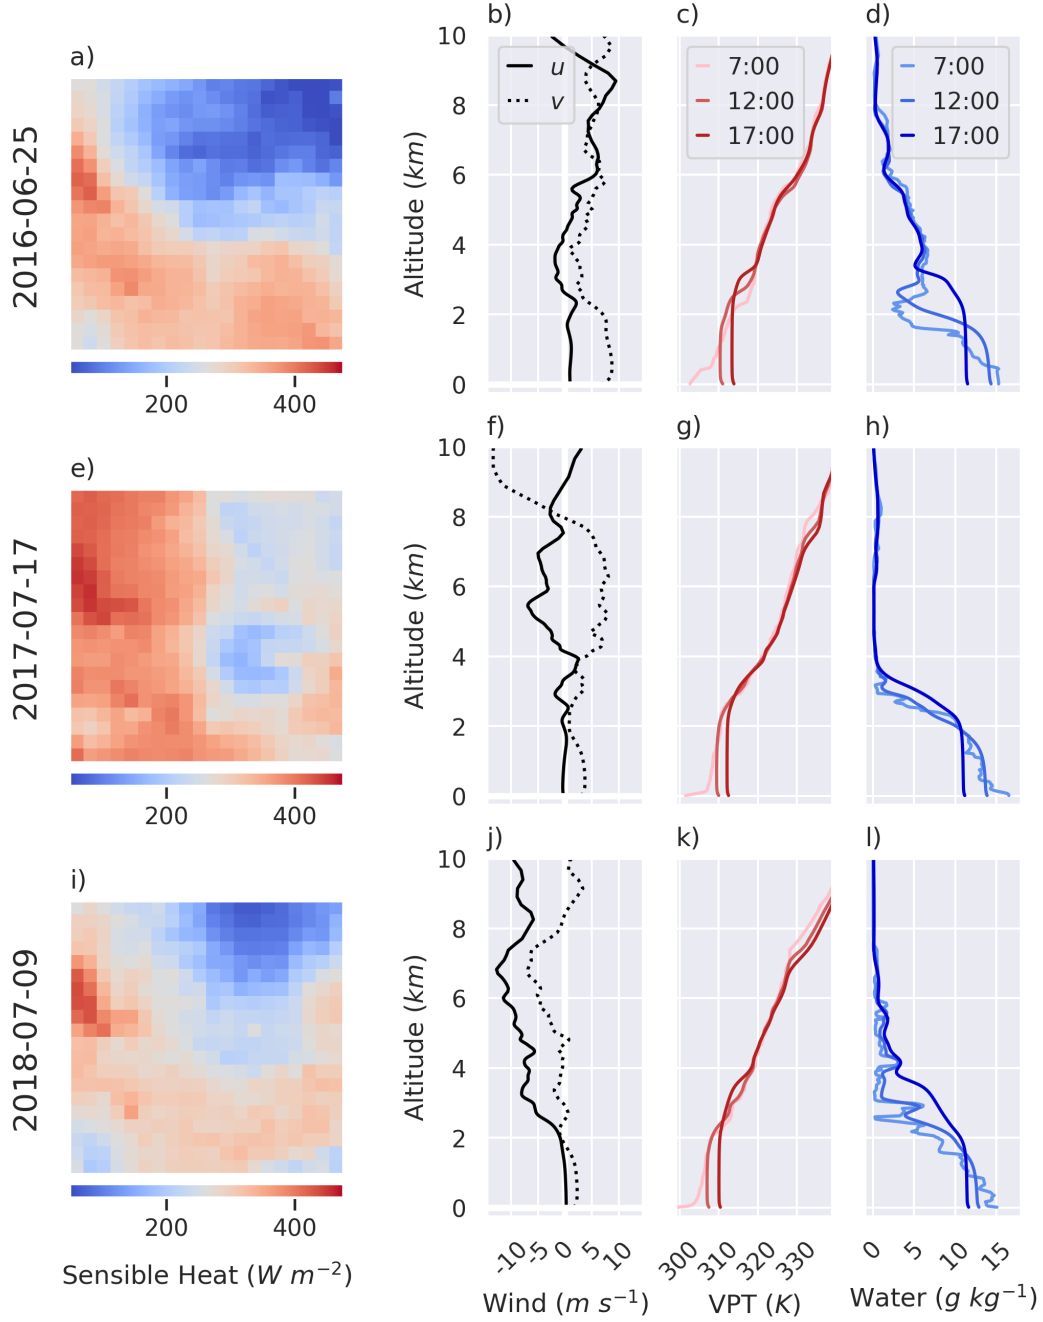 a)
2016-06-25
200 400
b)
Altitude (km)
10
8
6
4
2
0
u
v
c)
7:00
12:00
17:00
d)
7:00
12:00
17:00
e)
2017-07-17
200 400
f)
Altitude (km)
10
8
6
4
2
0
g)
h)
i)
2018-07-09
200 400
Sensible Heat (W m−2)
j)
Altitude (km)
10
8
6
4
2
0
-10 -5 0 5 10
Wind (m s−1)
k)
300 310 320 330
VPT (K)
l)
0 5 10 15
Water (g kg−1)